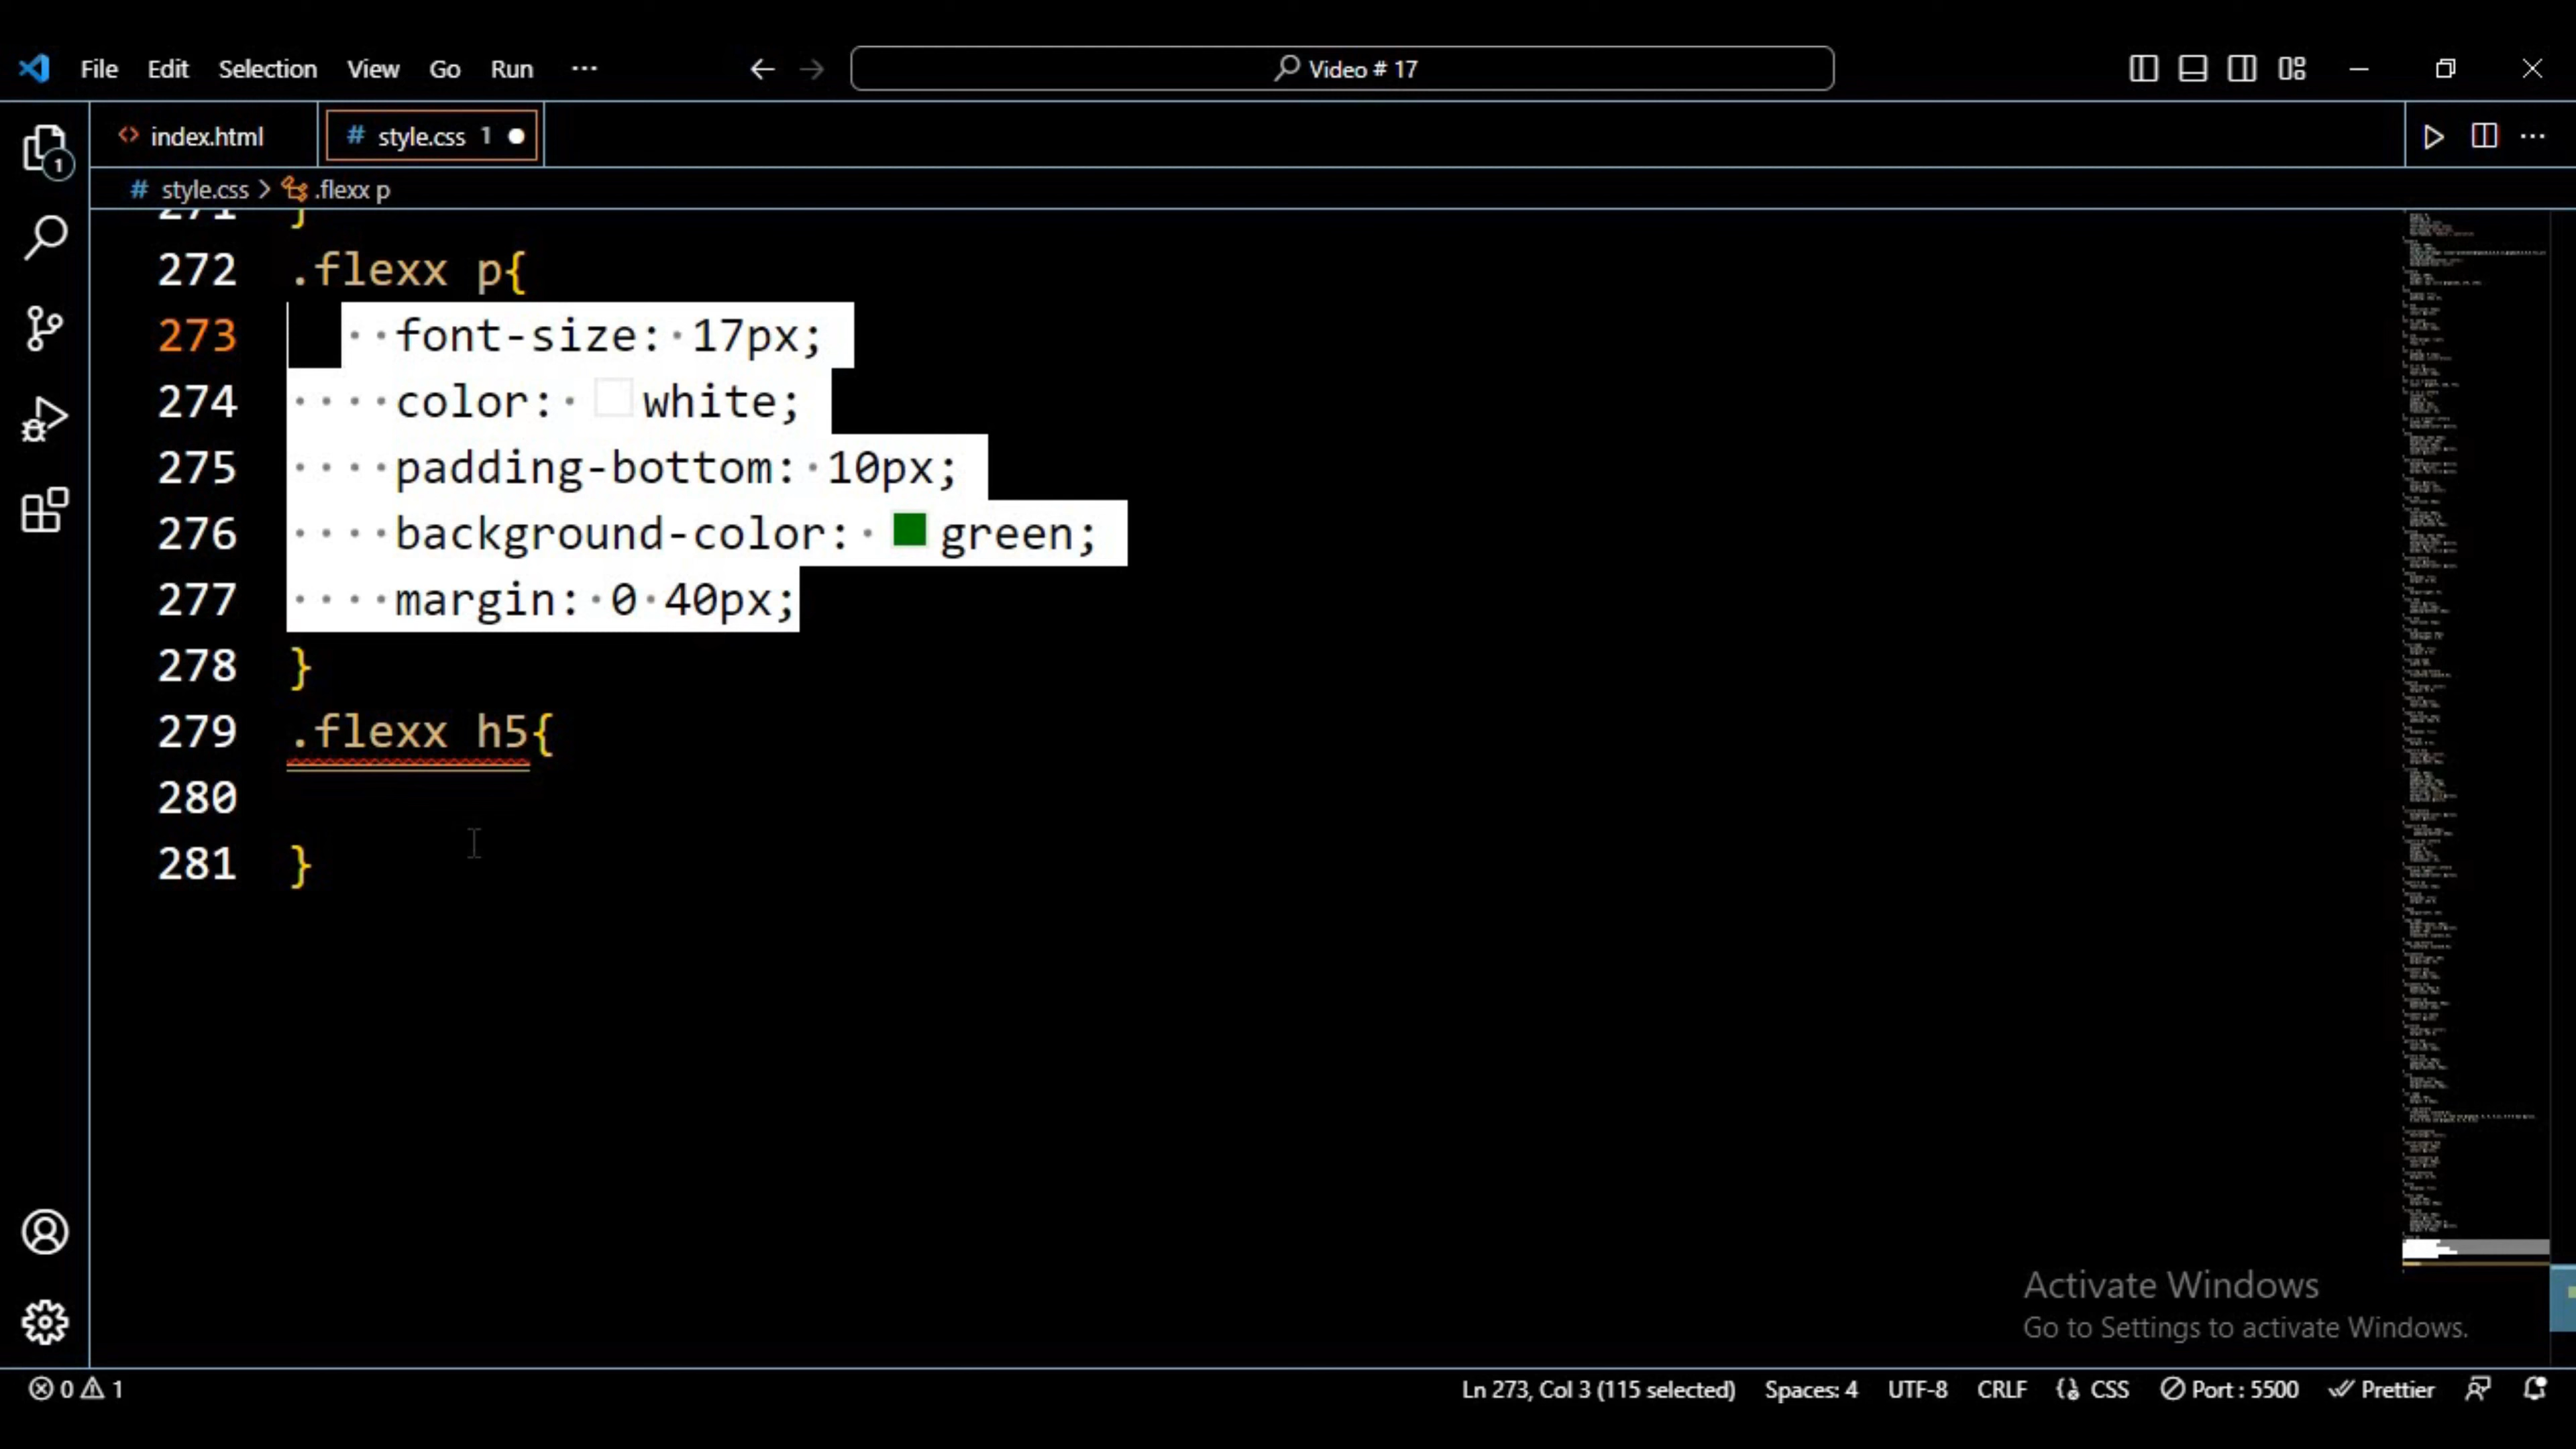 File Edit Selection View Go Run ··· Video # 17
index.html # style.css 1
# style.css > .flexx p
271 }
272 .flexx p{
273 font-size: 17px;
274 color: white;
275 padding-bottom: 10px;
276 background-color: green;
277 margin: 0 40px;
278 }
279 .flexx h5{
280
281 }
Activate Windows
Go to Settings to activate Windows.
0 1 Ln 273, Col 3 (115 selected) Spaces: 4 UTF-8 CRLF CSS Port : 5500 Prettier